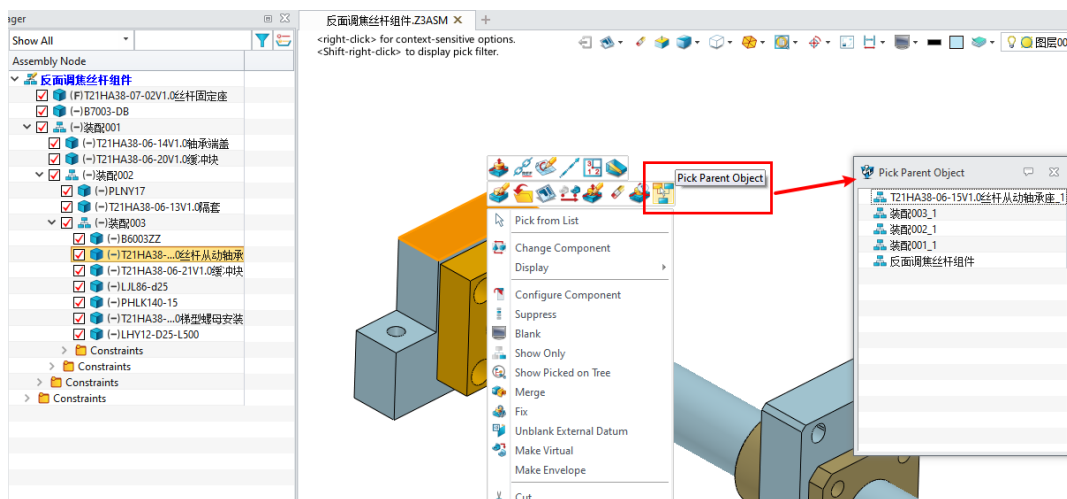 ager
Show All
Assembly Node
反面调焦丝杆组件
(F)T21HA38-07-02V1.0丝杆固定座
(-)B7003-DB
(-)装配001
(-)T21HA38-06-14V1.0轴承端盖
(-)T21HA38-06-20V1.0缓冲块
(-)装配002
(-)PLNY17
(-)T21HA38-06-13V1.0隔套
(-)装配003
(-)B6003ZZ
(-)T21HA38-...0丝杆从动轴承
(-)T21HA38-06-21V1.0缓冲块
(-)LJL86-d25
(-)PHLK140-15
(-)T21HA38-...0梯型螺母安装
(-)LHY12-D25-L500
Constraints
Constraints
Constraints
Constraints
反面调焦丝杆组件.Z3ASM
<right-click> for context-sensitive options.
<Shift-right-click> to display pick filter.
图层00
Pick Parent Object
Pick from List
Change Component
Display
Configure Component
Suppress
Blank
Show Only
Show Picked on Tree
Merge
Fix
Unblank External Datum
Make Virtual
Make Envelope
Cut
Pick Parent Object
T21HA38-06-15V1.0丝杆从动轴承座_1
装配003_1
装配002_1
装配001_1
反面调焦丝杆组件